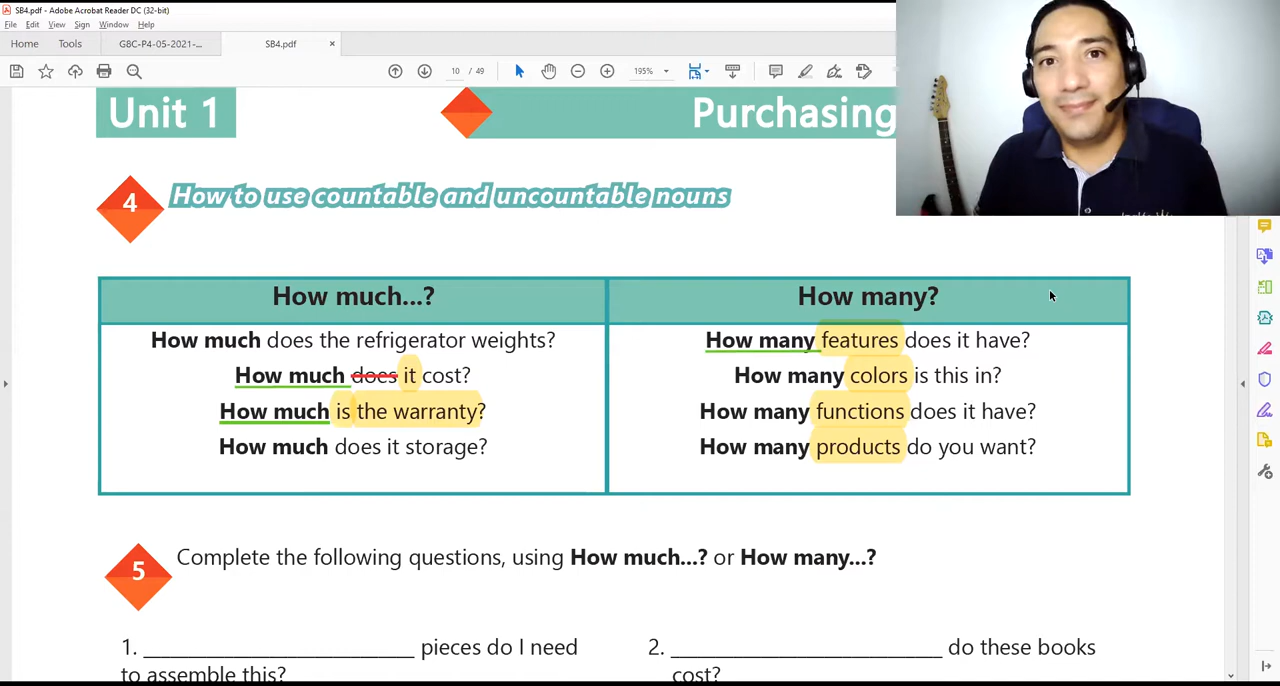 SB4.pdf - Adobe Acrobat Reader DC (32-bit)
File Edit View Sign Window Help
Home Tools G8C-P4-05-2021-... SB4.pdf ×
10 / 49 195%
Unit 1 Purchasing
4 How to use countable and uncountable nouns
How much...? How many?
How much does the refrigerator weights? How many features does it have?
How much does it cost? How many colors is this in?
How much is the warranty? How many functions does it have?
How much does it storage? How many products do you want?
5 Complete the following questions, using How much...? or How many...?
1. __________________________ pieces do I need 2. __________________________ do these books
to assemble this? cost?